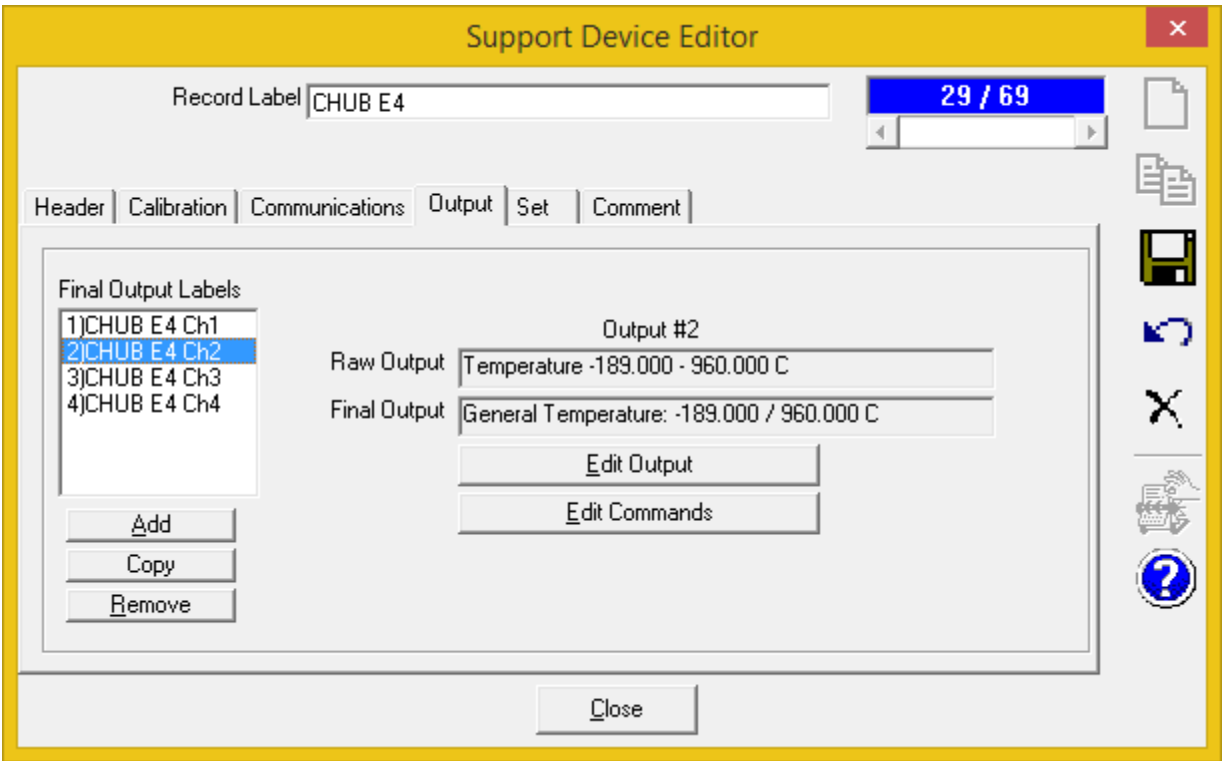 Support Device Editor
Record Label CHUB E4
29 / 69
Header Calibration Communications Output Set Comment
Final Output Labels
1)CHUB E4 Ch1
2)CHUB E4 Ch2
3)CHUB E4 Ch3
4)CHUB E4 Ch4
Add
Copy
Remove
Output #2
Raw Output Temperature -189.000 - 960.000 C
Final Output General Temperature: -189.000 / 960.000 C
Edit Output
Edit Commands
Close